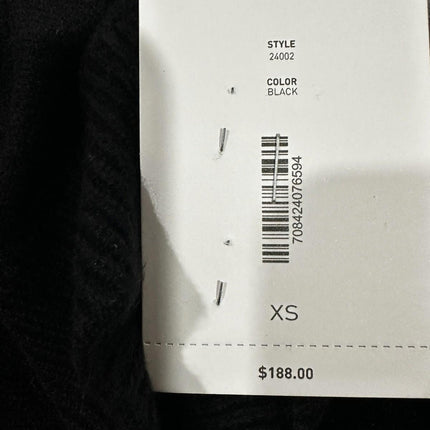 STYLE
24002
COLOR
BLACK
708424076594
XS
$188.00